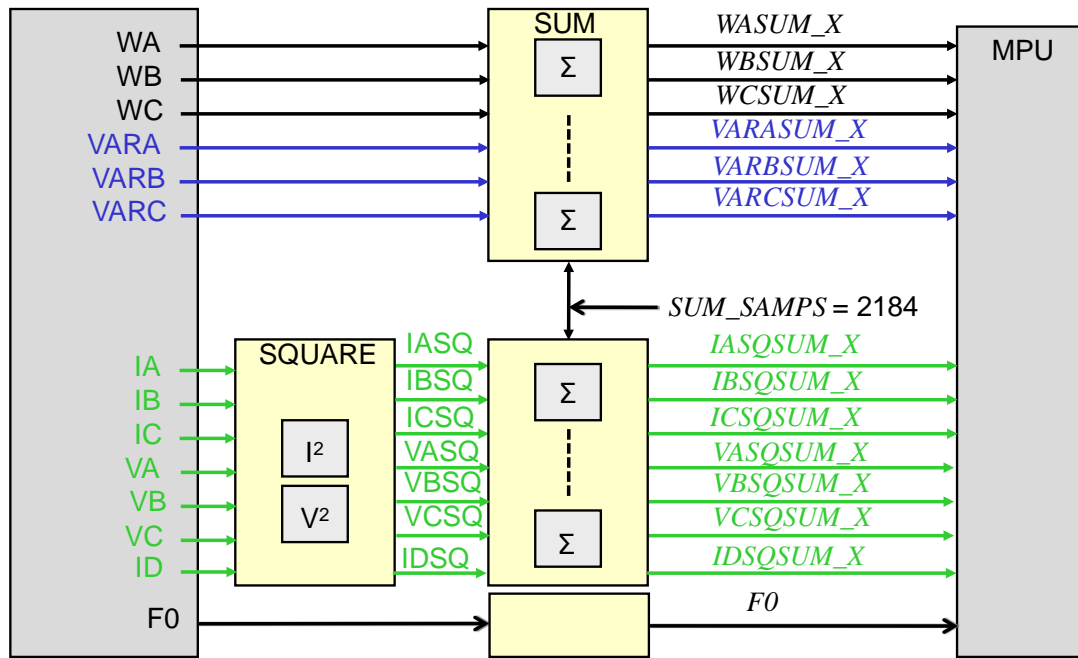 SUM
MPU
WA
WASUM_X
Σ
WB
WBSUM_X
WC
WCSUM_X
VARA
VARASUM_X
VARB
VARBSUM_X
VARC
VARCSUM_X
Σ
SUM_SAMPS = 2184
SQUARE
IA
IASQ
IASQSUM_X
IB
IBSQ
IBSQSUM_X
Σ
IC
ICSQ
ICSQSUM_X
I²
VA
VASQ
VASQSUM_X
VB
VBSQ
VBSQSUM_X
V²
VC
VCSQ
VCSQSUM_X
Σ
ID
IDSQ
IDSQSUM_X
F0
F0